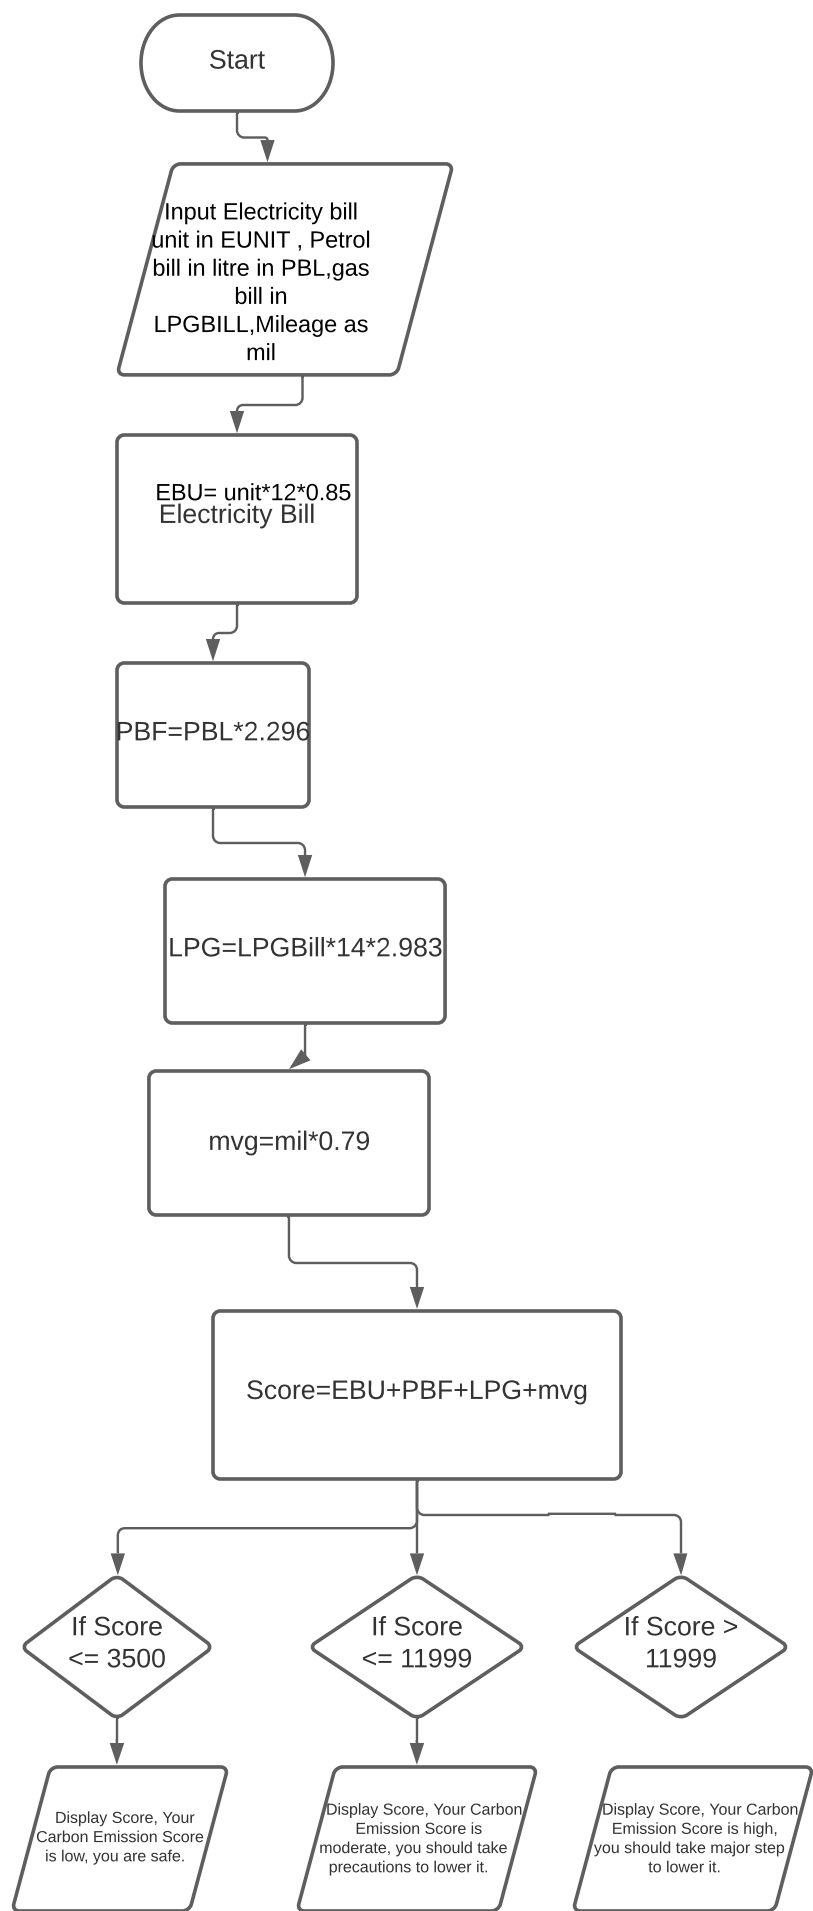 Start
Input Electricity bill
unit in EUNIT , Petrol
bill in litre in PBL,gas
bill in
LPGBILL,Mileage as
mil
EBU= unit*12*0.85
Electricity Bill
PBF=PBL*2.296
LPG=LPGBill*14*2.983
mvg=mil*0.79
Score=EBU+PBF+LPG+mvg
If Score
<= 3500
If Score
<= 11999
If Score >
11999
Display Score, Your
Carbon Emission Score
is low, you are safe.
Display Score, Your Carbon
Emission Score is
moderate, you should take
precautions to lower it.
Display Score, Your Carbon
Emission Score is high,
you should take major step
to lower it.